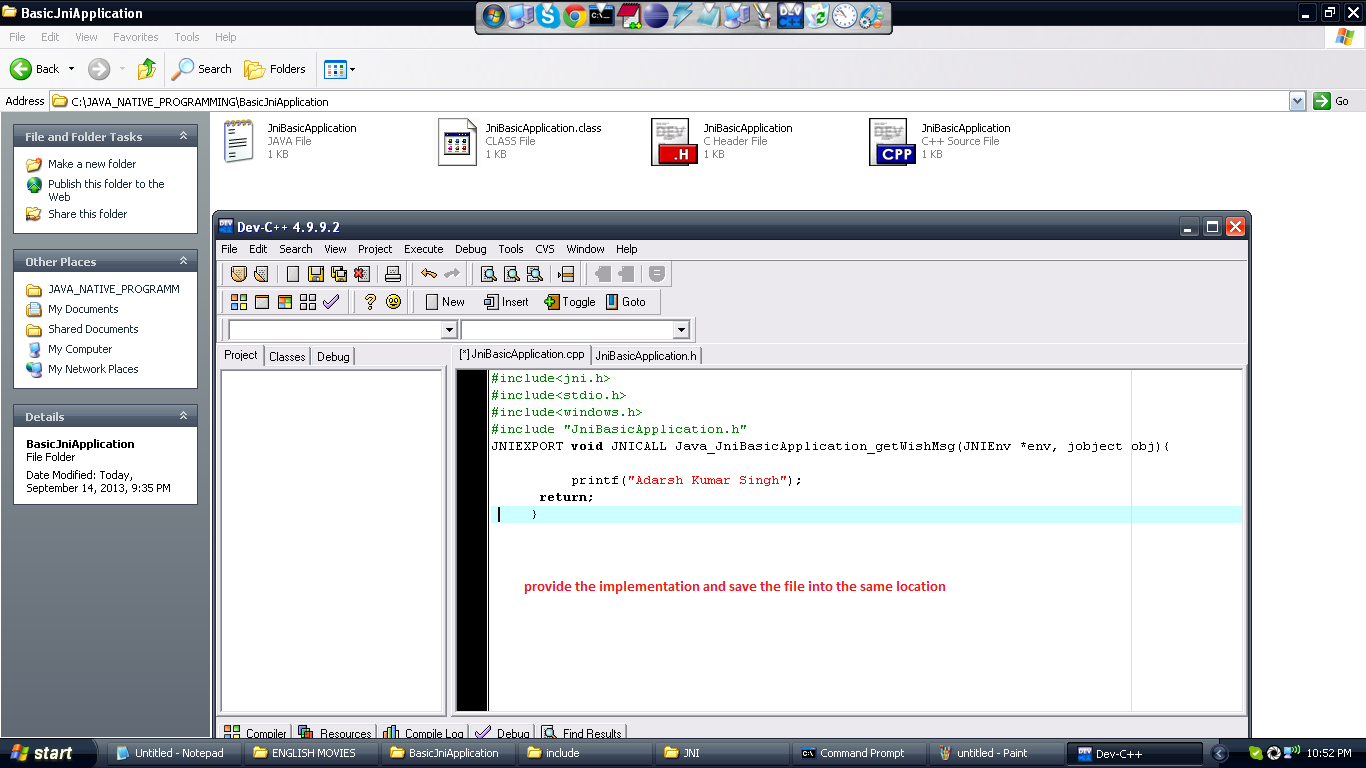 BasicJniApplication
File Edit View Favorites Tools Help
Back Search Folders
Address C:\JAVA_NATIVE_PROGRAMMING\BasicJniApplication Go
File and Folder Tasks
Make a new folder
Publish this folder to the
Web
Share this folder
Other Places
JAVA_NATIVE_PROGRAMM
My Documents
Shared Documents
My Computer
My Network Places
Details
BasicJniApplication
File Folder
Date Modified: Today,
September 14, 2013, 9:35 PM
JniBasicApplication
JAVA File
1 KB
JniBasicApplication.class
CLASS File
1 KB
DEV
.H
JniBasicApplication
C Header File
1 KB
DEV
CPP
JniBasicApplication
C++ Source File
1 KB
Dev-C++ 4.9.9.2
File Edit Search View Project Execute Debug Tools CVS Window Help
New Insert Toggle Goto
Project Classes Debug
[*] JniBasicApplication.cpp JniBasicApplication.h
#include<jni.h>
#include<stdio.h>
#include<windows.h>
#include "JniBasicApplication.h"
JNIEXPORT void JNICALL Java_JniBasicApplication_getWishMsg(JNIEnv *env, jobject obj){
printf("Adarsh Kumar Singh");
return;
}
provide the implementation and save the file into the same location
Compiler Resources Compile Log Debug Find Results
start Untitled - Notepad ENGLISH MOVIES BasicJniApplication include JNI Command Prompt untitled - Paint Dev-C++ 10:52 PM